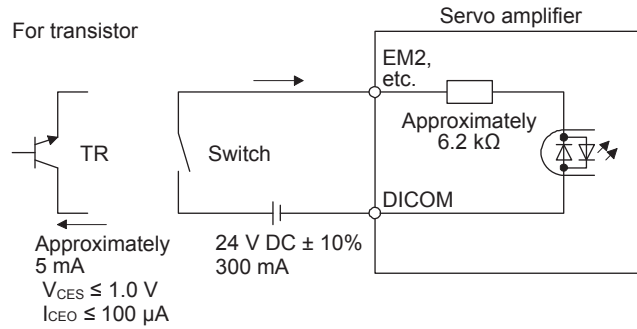 Servo amplifier
For transistor
EM2,
etc.
Approximately
6.2 kΩ
TR
Switch
DICOM
Approximately
5 mA
VCES ≤ 1.0 V
ICEO ≤ 100 µA
24 V DC ± 10%
300 mA